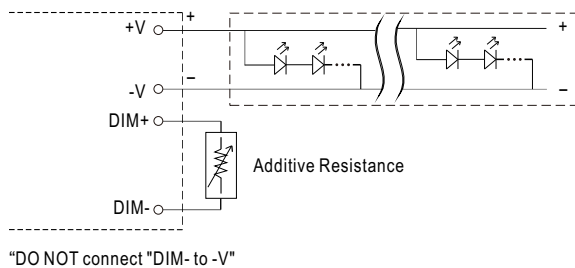 +V + +
-V − −
DIM+
Additive Resistance
DIM-
“DO NOT connect "DIM- to -V"